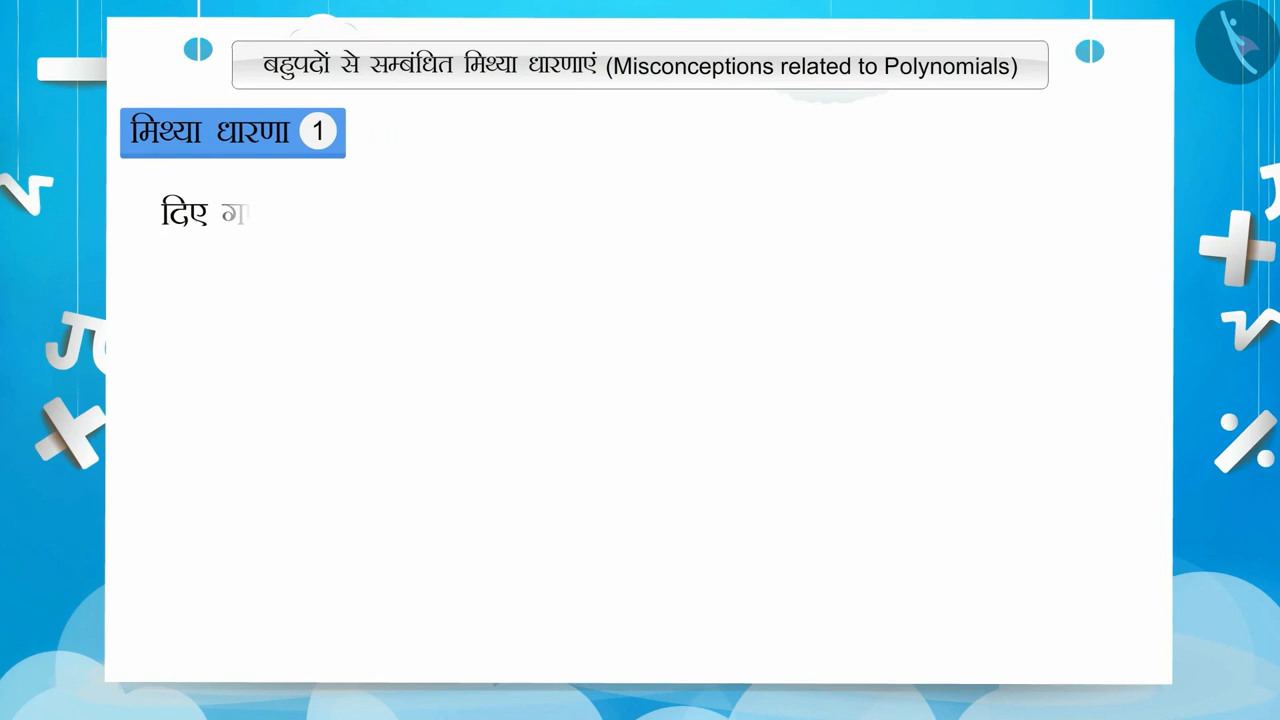 बहुपदों से सम्बंधित मिथ्या धारणाएं (Misconceptions related to Polynomials)
मिथ्या धारणा 1
दिए